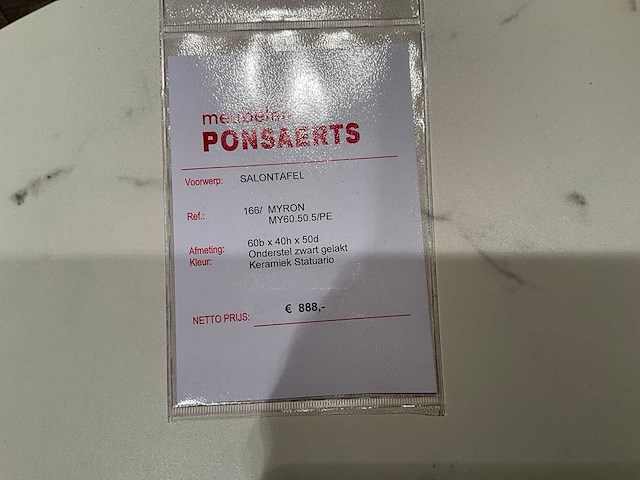 meubelen
PONSAERTS
Voorwerp: SALONTAFEL
Ref.: 166/ MYRON
MY60.50.5/PE
Afmeting: 60b x 40h x 50d
Onderstel zwart gelakt
Kleur: Keramiek Statuario
NETTO PRIJS: € 888,-